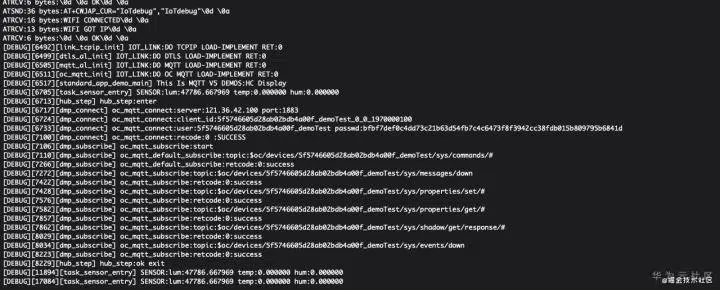 ATRCV:6 bytes:\0d \0a OK\0d \0a
ATSND:36 bytes:AT+CWJAP_CUR="IoTdebug","IoTdebug"\0d \0a
ATRCV:16 bytes:WIFI CONNECTED\0d \0a
ATRCV:13 bytes:WIFI GOT IP\0d \0a
ATRCV:6 bytes:\0d \0a OK\0d \0a
[DEBUG][6492][link_tcpip_init] IOT_LINK:DO TCPIP LOAD-IMPLEMENT RET:0
[DEBUG][6499][dtls_al_init] IOT_LINK:DO DTLS LOAD-IMPLEMENT RET:0
[DEBUG][6505][mqtt_al_init] IOT_LINK:DO MQTT LOAD-IMPLEMENT RET:0
[DEBUG][6511][oc_mqtt_init] IOT_LINK:DO OC MQTT LOAD-IMPLEMENT RET:0
[DEBUG][6517][standard_app_demo_main] This Is MQTT V5 DEMOS:HC Display
[DEBUG][6705][task_sensor_entry] SENSOR:lum:47786.667969 temp:0.000000 hum:0.000000
[DEBUG][6713][hub_step] hub_step:enter
[DEBUG][6717][dmp_connect] oc_mqtt_connect:server:121.36.42.100 port:1883
[DEBUG][6724][dmp_connect] oc_mqtt_connect:client_id:5f5746605d28ab02bdb4a00f_demoTest_0_0_1970000100
[DEBUG][6733][dmp_connect] oc_mqtt_connect:user:5f5746605d28ab02bdb4a00f_demoTest passwd:bfbf7def0c4dd73c21b63d54fb7c4c6473f8f3942cc38fdb015b809795b6841d
[DEBUG][7100][dmp_connect] oc_mqtt_connect:recode:0 :SUCCESS
[DEBUG][7106][dmp_subscribe] oc_mqtt_subscribe:start
[DEBUG][7110][dmp_subscribe] oc_mqtt_default_subscribe:topic:$oc/devices/5f5746605d28ab02bdb4a00f_demoTest/sys/commands/#
[DEBUG][7266][dmp_subscribe] oc_mqtt_default_subscribe:retcode:0:success
[DEBUG][7272][dmp_subscribe] oc_mqtt_subscribe:topic:$oc/devices/5f5746605d28ab02bdb4a00f_demoTest/sys/messages/down
[DEBUG][7422][dmp_subscribe] oc_mqtt_subscribe:retcode:0:success
[DEBUG][7428][dmp_subscribe] oc_mqtt_subscribe:topic:$oc/devices/5f5746605d28ab02bdb4a00f_demoTest/sys/properties/set/#
[DEBUG][7576][dmp_subscribe] oc_mqtt_subscribe:retcode:0:success
[DEBUG][7582][dmp_subscribe] oc_mqtt_subscribe:topic:$oc/devices/5f5746605d28ab02bdb4a00f_demoTest/sys/properties/get/#
[DEBUG][7857][dmp_subscribe] oc_mqtt_subscribe:retcode:0:success
[DEBUG][7862][dmp_subscribe] oc_mqtt_subscribe:topic:$oc/devices/5f5746605d28ab02bdb4a00f_demoTest/sys/shadow/get/response/#
[DEBUG][8029][dmp_subscribe] oc_mqtt_subscribe:retcode:0:success
[DEBUG][8034][dmp_subscribe] oc_mqtt_subscribe:topic:$oc/devices/5f5746605d28ab02bdb4a00f_demoTest/sys/events/down
[DEBUG][8223][dmp_subscribe] oc_mqtt_subscribe:retcode:0:success
[DEBUG][8229][hub_step] hub_step:ok exit
[DEBUG][11894][task_sensor_entry] SENSOR:lum:47786.667969 temp:0.000000 hum:0.000000
[DEBUG][17084][task_sensor_entry] SENSOR:lum:47786.667969 temp:0.000000 hum:0.000000
华为云社区
@掘金技术社区